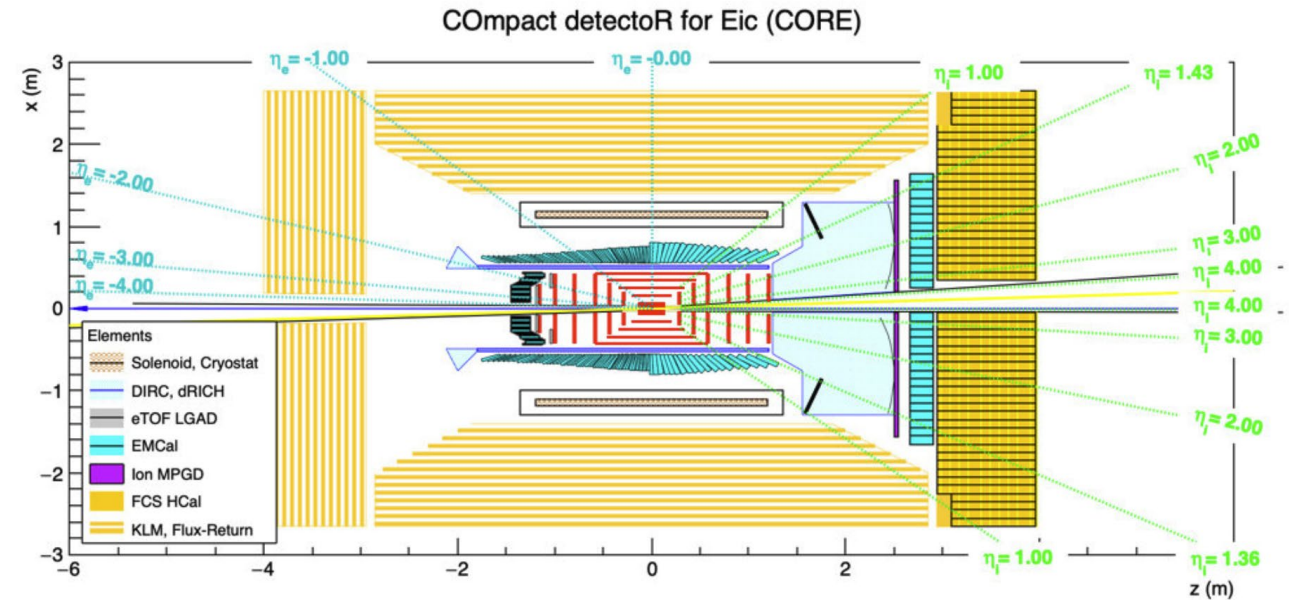 COmpact detectoR for Eic (CORE)
x (m)
3
2
1
0
−1
−2
−3
ηe= -1.00
ηe= -0.00
ηi= 1.00
ηi= 1.43
ηe= -2.00
ηi= 2.00
ηe= -3.00
ηi= 3.00
ηe= -4.00
ηi= 4.00
ηi= 4.00
ηi= 3.00
ηi= 2.00
ηi= 1.00
ηi= 1.36
Elements
Solenoid, Cryostat
DIRC, dRICH
eTOF LGAD
EMCal
Ion MPGD
FCS HCal
KLM, Flux-Return
−6 −4 −2 0 2
z (m)